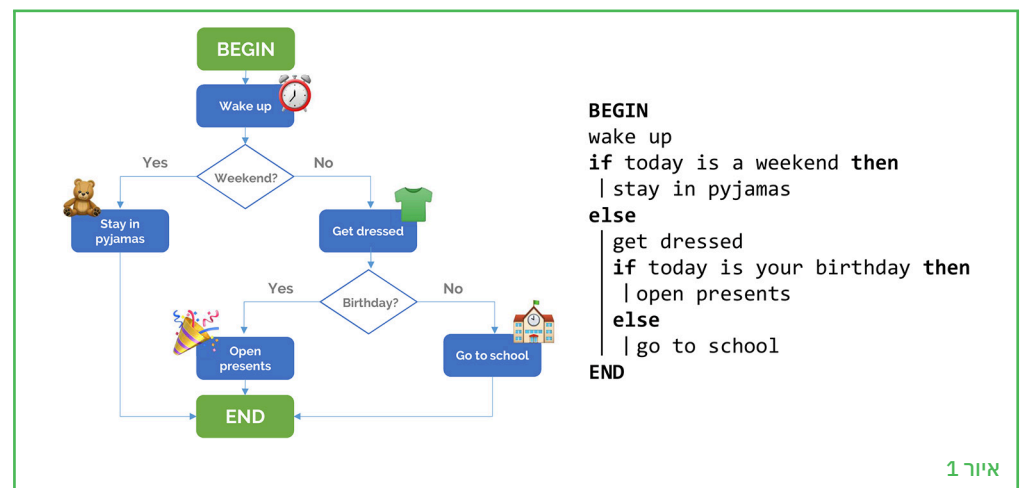 BEGIN
Wake up
Yes
No
Weekend?
Stay in
pyjamas
Get dressed
Yes
No
Birthday?
Open
presents
Go to school
END
BEGIN
wake up
if today is a weekend then
stay in pyjamas
else
get dressed
if today is your birthday then
open presents
else
go to school
END
איור 1